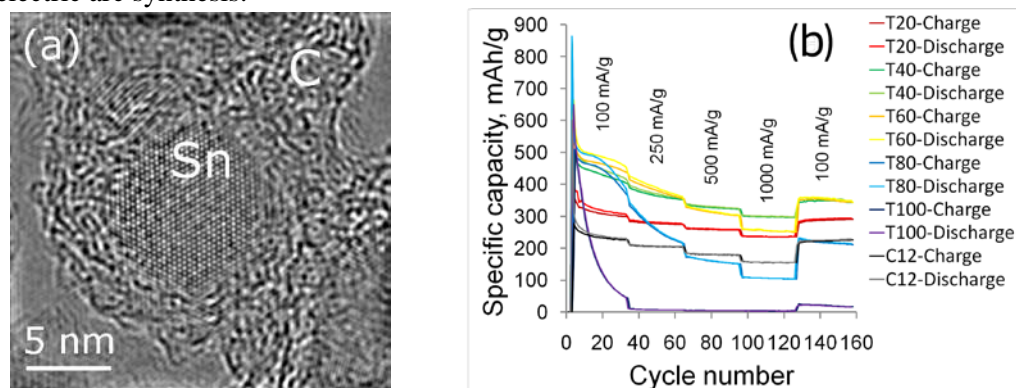 electric arc synthesis.
(a)
C
Sn
5 nm
(b)
Specific capacity, mAh/g
900
800
700
600
500
400
300
200
100
0
100 mA/g
250 mA/g
500 mA/g
1000 mA/g
100 mA/g
0 20 40 60 80 100 120 140 160
Cycle number
T20-Charge
T20-Discharge
T40-Charge
T40-Discharge
T60-Charge
T60-Discharge
T80-Charge
T80-Discharge
T100-Charge
T100-Discharge
C12-Charge
C12-Discharge